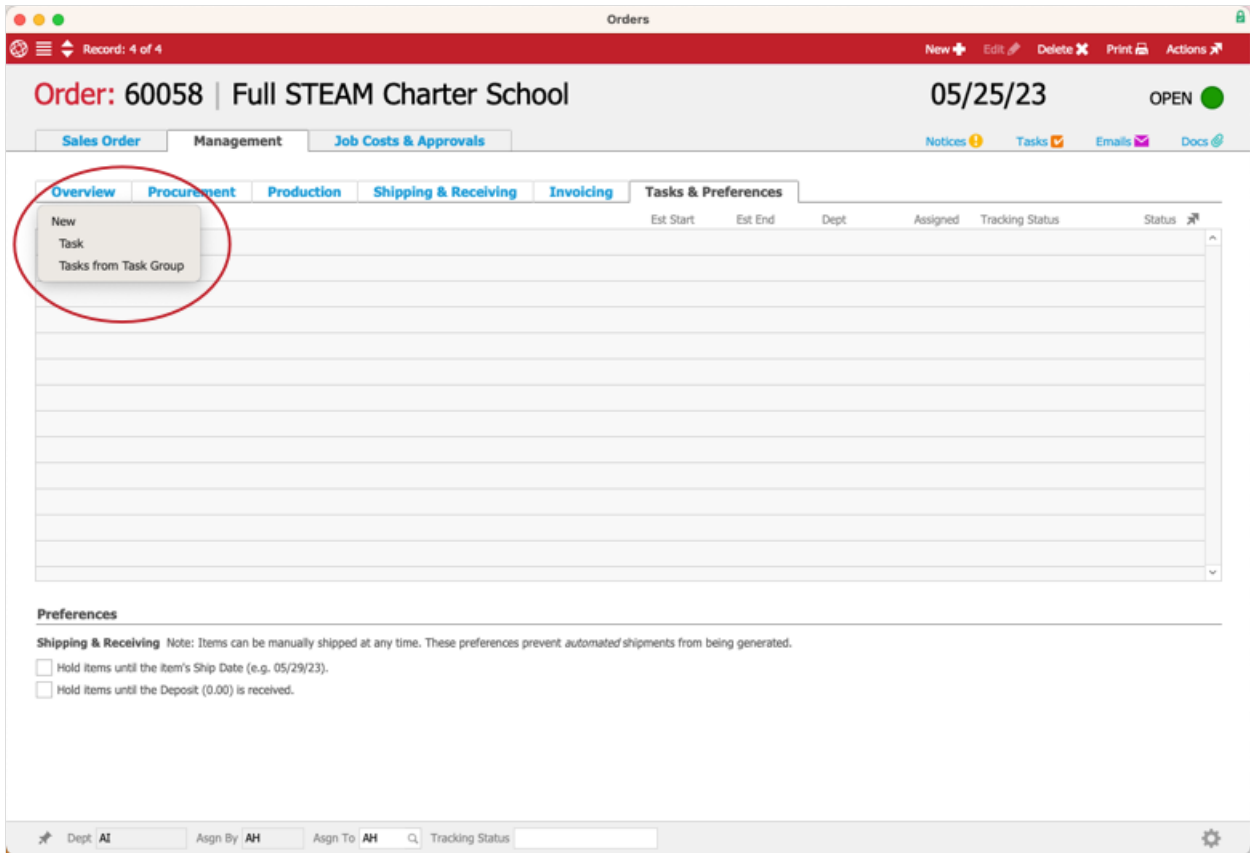 Orders
Record: 4 of 4 New Edit Delete Print Actions
Order: 60058 | Full STEAM Charter School 05/25/23 OPEN
Sales Order Management Job Costs & Approvals Notices Tasks Emails Docs
Overview Procurement Production Shipping & Receiving Invoicing Tasks & Preferences
New Est Start Est End Dept Assigned Tracking Status Status
Task
Tasks from Task Group
Preferences
Shipping & Receiving Note: Items can be manually shipped at any time. These preferences prevent automated shipments from being generated.
Hold items until the item's Ship Date (e.g. 05/29/23).
Hold items until the Deposit (0.00) is received.
Dept AI Asgn By AH Asgn To AH Tracking Status